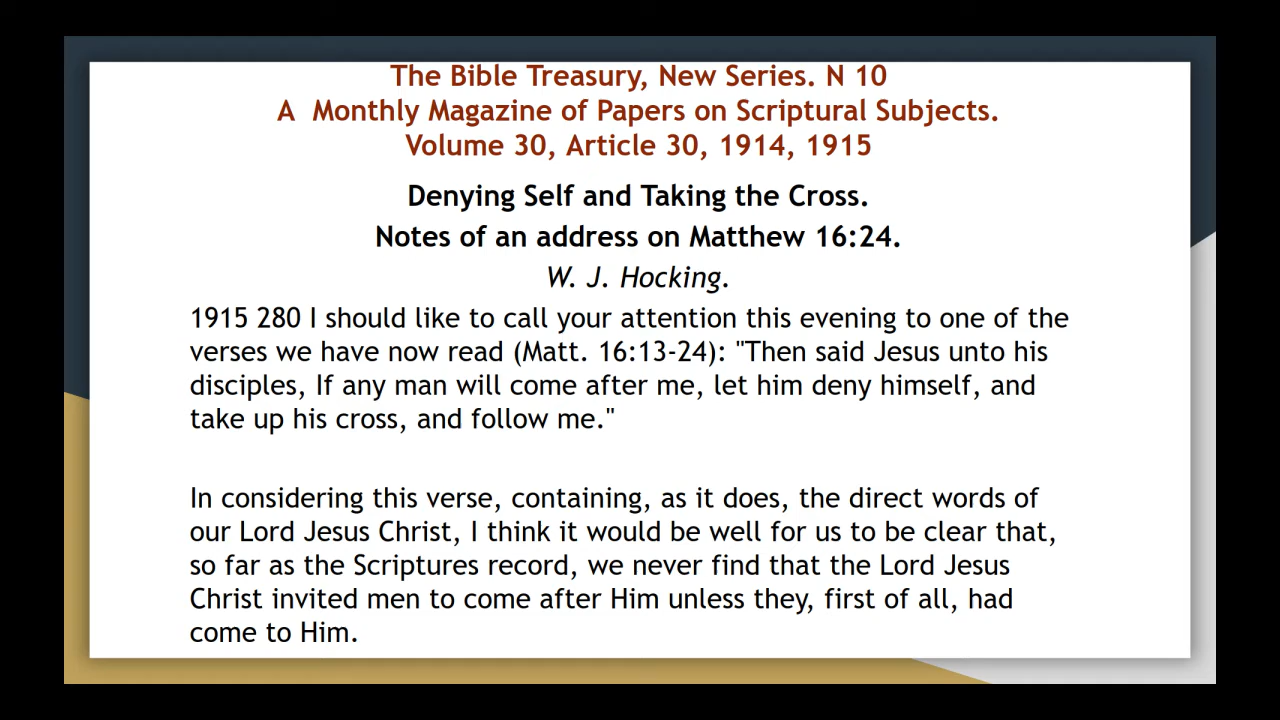 The Bible Treasury, New Series. N 10
A  Monthly Magazine of Papers on Scriptural Subjects.
Volume 30, Article 30, 1914, 1915
Denying Self and Taking the Cross.
Notes of an address on Matthew 16:24.
W. J. Hocking.
1915 280 I should like to call your attention this evening to one of the
verses we have now read (Matt. 16:13-24): "Then said Jesus unto his
disciples, If any man will come after me, let him deny himself, and
take up his cross, and follow me."
In considering this verse, containing, as it does, the direct words of
our Lord Jesus Christ, I think it would be well for us to be clear that,
so far as the Scriptures record, we never find that the Lord Jesus
Christ invited men to come after Him unless they, first of all, had
come to Him.